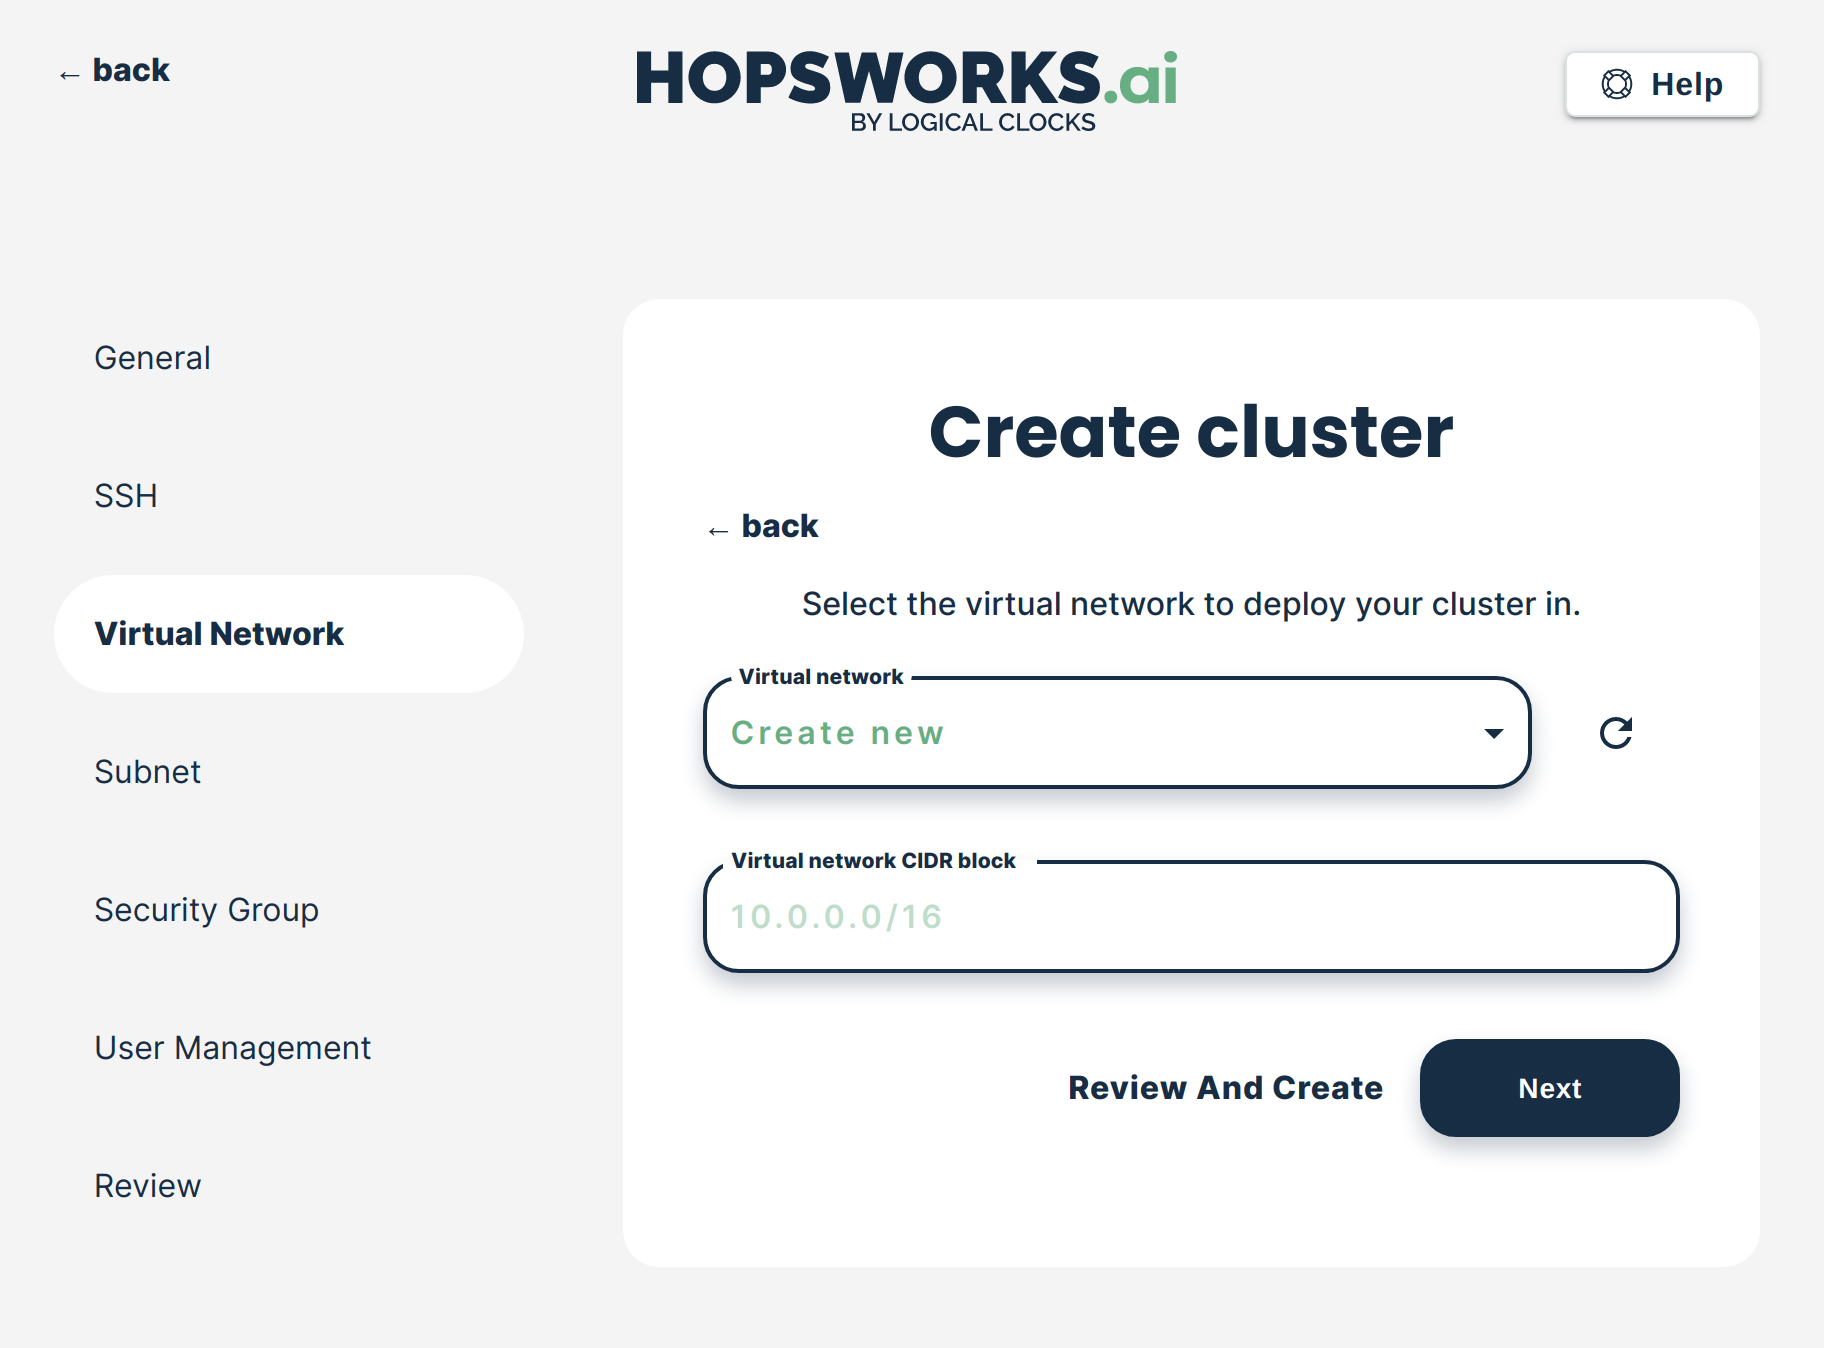 ← back
HOPSWORKS.ai
BY LOGICAL CLOCKS
Help
General
SSH
Virtual Network
Subnet
Security Group
User Management
Review
Create cluster
← back
Select the virtual network to deploy your cluster in.
Virtual network
Create new
Virtual network CIDR block
10.0.0.0/16
Review And Create
Next